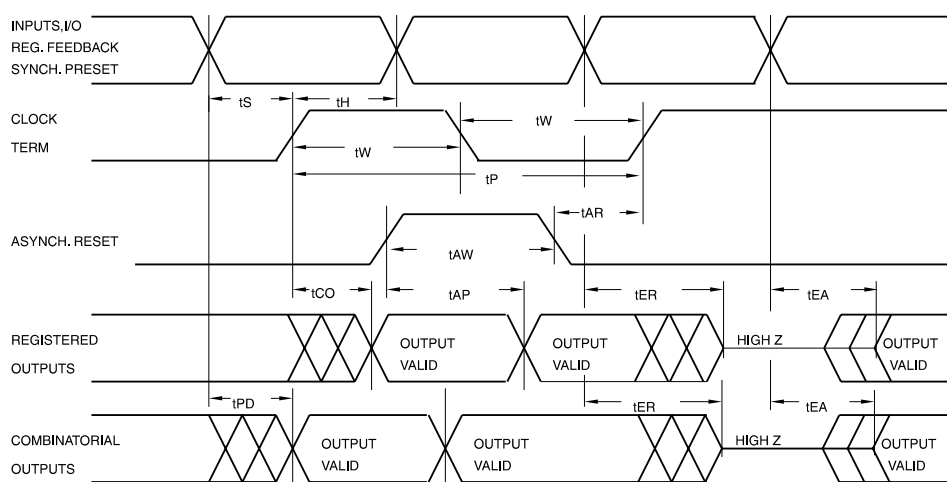 INPUTS,I/O
REG. FEEDBACK
SYNCH. PRESET
tS
tH
CLOCK
TERM
tW
tW
tP
ASYNCH. RESET
tAR
tAW
tCO
tAP
tER
tEA
REGISTERED
OUTPUTS
OUTPUT
VALID
OUTPUT
VALID
HIGH Z
OUTPUT
VALID
tPD
tER
tEA
COMBINATORIAL
OUTPUTS
OUTPUT
VALID
OUTPUT
VALID
HIGH Z
OUTPUT
VALID